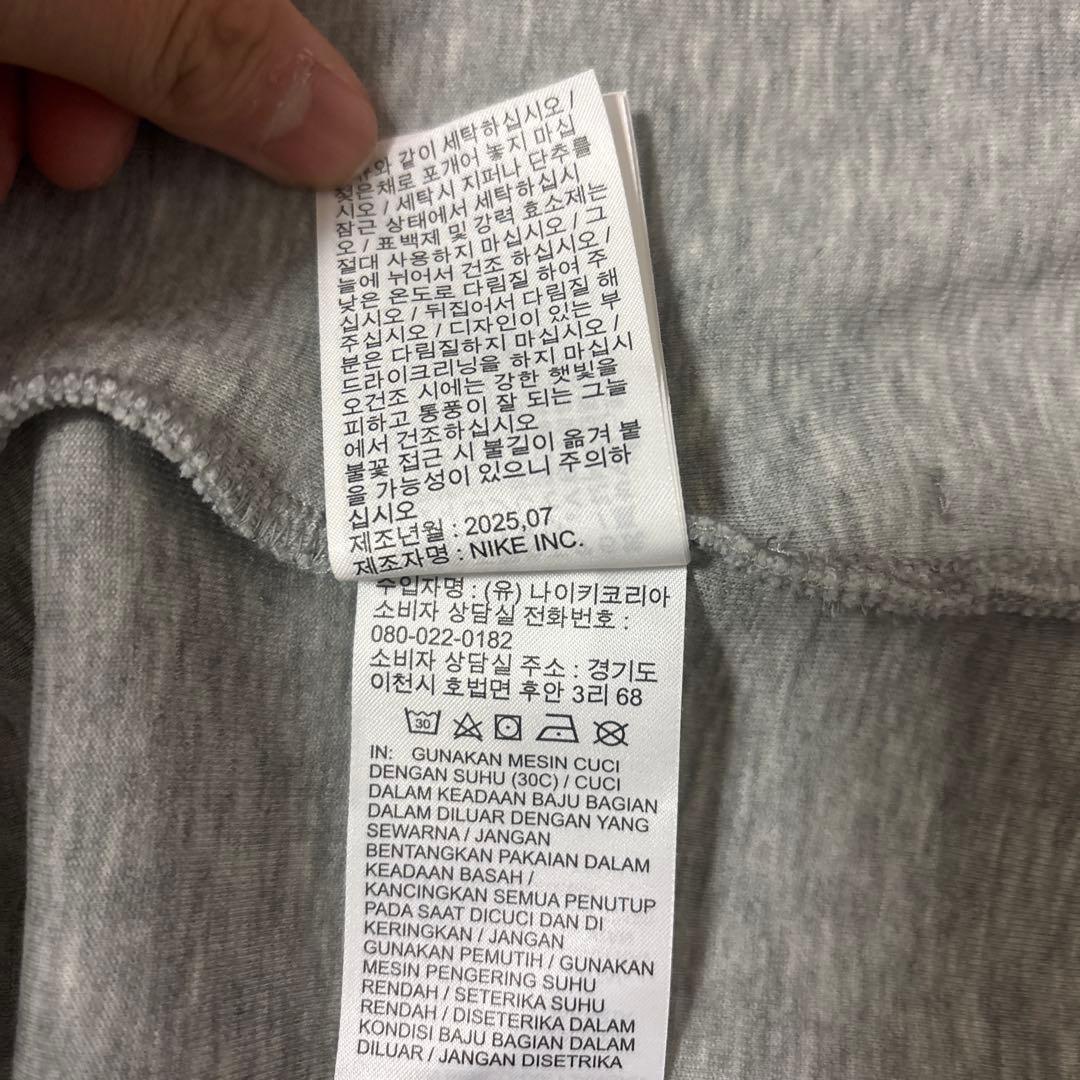 와 같이 세탁하십시오 /
젖은채로 포개어 놓지 마십
시오 / 세탁시 지퍼나 단추를
잠근 상태에서 세탁하십시
오 / 표백제 및 강력 효소제는
절대 사용하지 마십시오 / 그
늘에 뉘어서 건조 하십시오 /
낮은 온도로 다림질 하여 주
십시오 / 뒤집어서 다림질 해
주십시오 / 디자인이 있는 부
분은 다림질하지 마십시오 /
드라이크리닝을 하지 마십시
오건조 시에는 강한 햇빛을
피하고 통풍이 잘 되는 그늘
에서 건조하십시오
불꽃 접근 시 불길이 옮겨 붙
을 가능성이 있으니 주의하
십시오
제조년월 : 2025,07
제조자명 : NIKE INC.
수입자명 : (유) 나이키코리아
소비자 상담실 전화번호 :
080-022-0182
소비자 상담실 주소 : 경기도
이천시 호법면 후안 3리 68
30
IN: GUNAKAN MESIN CUCI
DENGAN SUHU (30C) / CUCI
DALAM KEADAAN BAJU BAGIAN
DALAM DILUAR DENGAN YANG
SEWARNA / JANGAN
BENTANGKAN PAKAIAN DALAM
KEADAAN BASAH /
KANCINGKAN SEMUA PENUTUP
PADA SAAT DICUCI DAN DI
KERINGKAN / JANGAN
GUNAKAN PEMUTIH / GUNAKAN
MESIN PENGERING SUHU
RENDAH / SETERIKA SUHU
RENDAH / DISETERIKA DALAM
KONDISI BAJU BAGIAN DALAM
DILUAR / JANGAN DISETRIKA